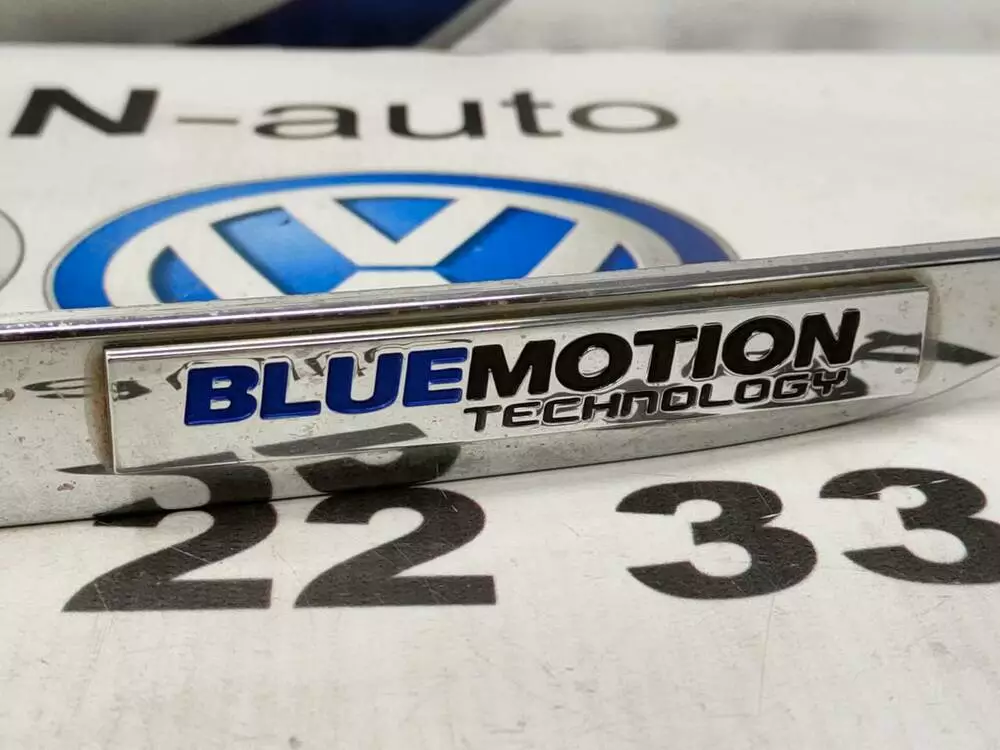 N-auto
BLUEMOTION
TECHNOLOGY
22 33